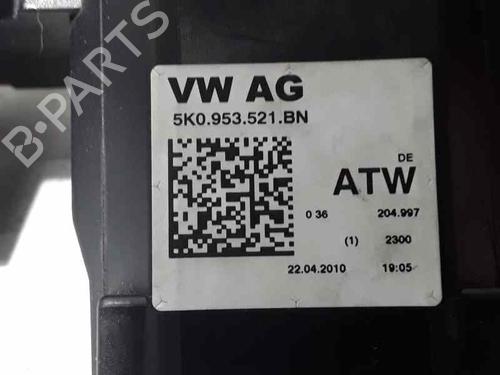 B-PARTS
VW AG
5K0.953.521.BN
DE
ATW
0 36 204.997
(1) 2300
22.04.2010 19:05